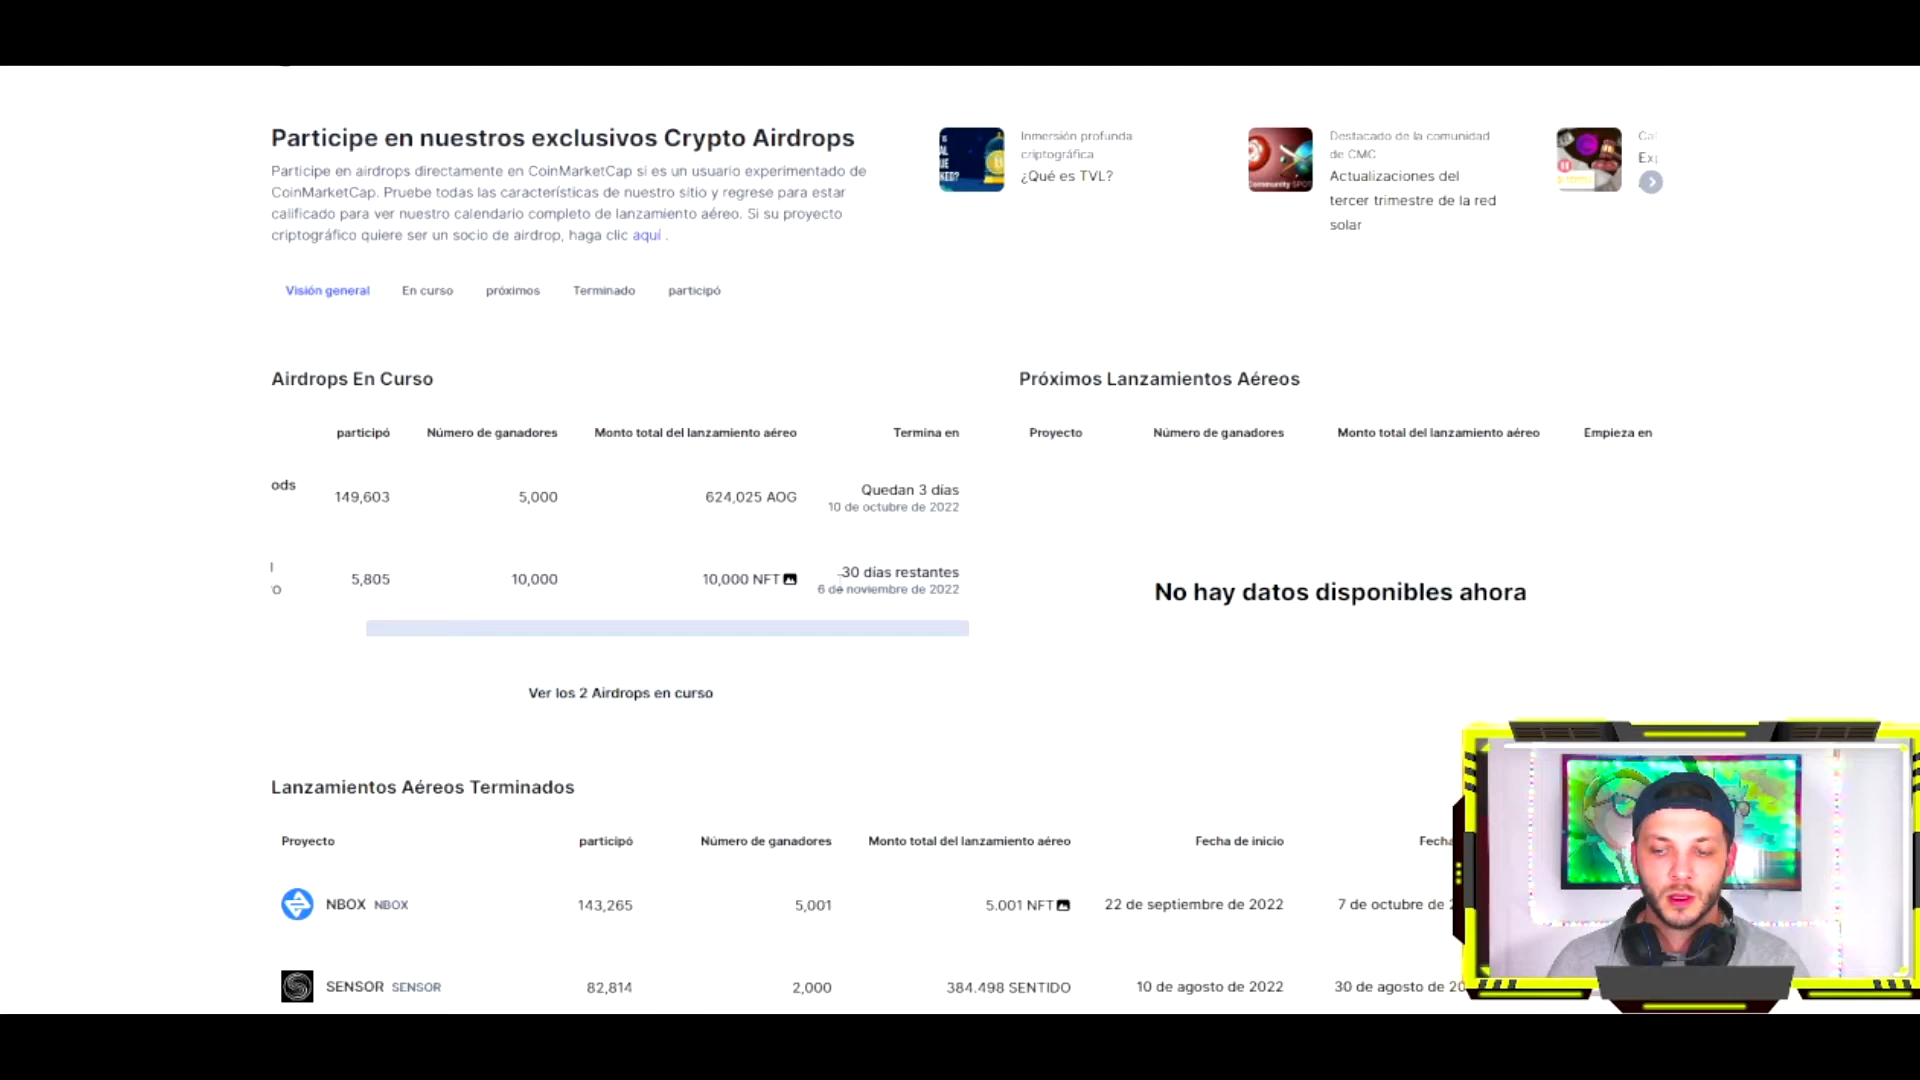 Participe en nuestros exclusivos Crypto Airdrops
Participe en airdrops directamente en CoinMarketCap si es un usuario experimentado de
CoinMarketCap. Pruebe todas las características de nuestro sitio y regrese para estar
calificado para ver nuestro calendario completo de lanzamiento aéreo. Si su proyecto
criptográfico quiere ser un socio de airdrop, haga clic aquí .
Inmersión profunda
criptográfica
¿Qué es TVL?
Destacado de la comunidad
de CMC
Actualizaciones del
tercer trimestre de la red
solar
Visión general En curso próximos Terminado participó
Airdrops En Curso
participó Número de ganadores Monto total del lanzamiento aéreo Termina en
ods 149,603 5,000 624,025 AOG Quedan 3 días
10 de octubre de 2022
5,805 10,000 10,000 NFT 30 días restantes
6 de noviembre de 2022
Ver los 2 Airdrops en curso
Próximos Lanzamientos Aéreos
Proyecto Número de ganadores Monto total del lanzamiento aéreo Empieza en
No hay datos disponibles ahora
Lanzamientos Aéreos Terminados
Proyecto participó Número de ganadores Monto total del lanzamiento aéreo Fecha de inicio Fecha
NBOX NBOX 143,265 5,001 5.001 NFT 22 de septiembre de 2022 7 de octubre de
SENSOR SENSOR 82,814 2,000 384.498 SENTIDO 10 de agosto de 2022 30 de agosto de 20